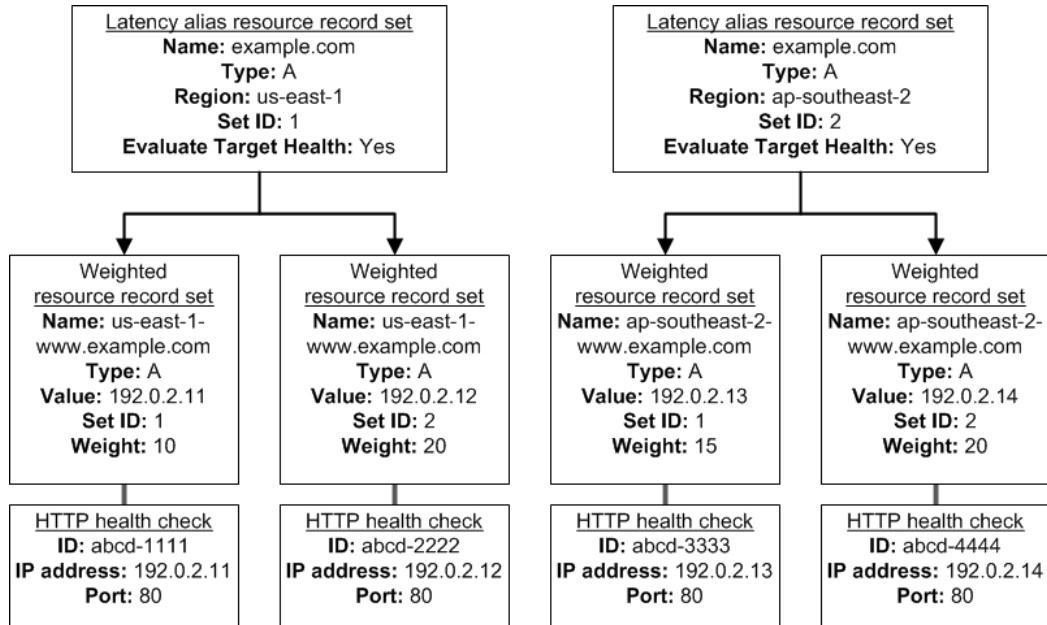 Latency alias resource record set
Name: example.com
Type: A
Region: us-east-1
Set ID: 1
Evaluate Target Health: Yes
Latency alias resource record set
Name: example.com
Type: A
Region: ap-southeast-2
Set ID: 2
Evaluate Target Health: Yes
Weighted
resource record set
Name: us-east-1-
www.example.com
Type: A
Value: 192.0.2.11
Set ID: 1
Weight: 10
Weighted
resource record set
Name: us-east-1-
www.example.com
Type: A
Value: 192.0.2.12
Set ID: 2
Weight: 20
Weighted
resource record set
Name: ap-southeast-2-
www.example.com
Type: A
Value: 192.0.2.13
Set ID: 1
Weight: 15
Weighted
resource record set
Name: ap-southeast-2-
www.example.com
Type: A
Value: 192.0.2.14
Set ID: 2
Weight: 20
HTTP health check
ID: abcd-1111
IP address: 192.0.2.11
Port: 80
HTTP health check
ID: abcd-2222
IP address: 192.0.2.12
Port: 80
HTTP health check
ID: abcd-3333
IP address: 192.0.2.13
Port: 80
HTTP health check
ID: abcd-4444
IP address: 192.0.2.14
Port: 80